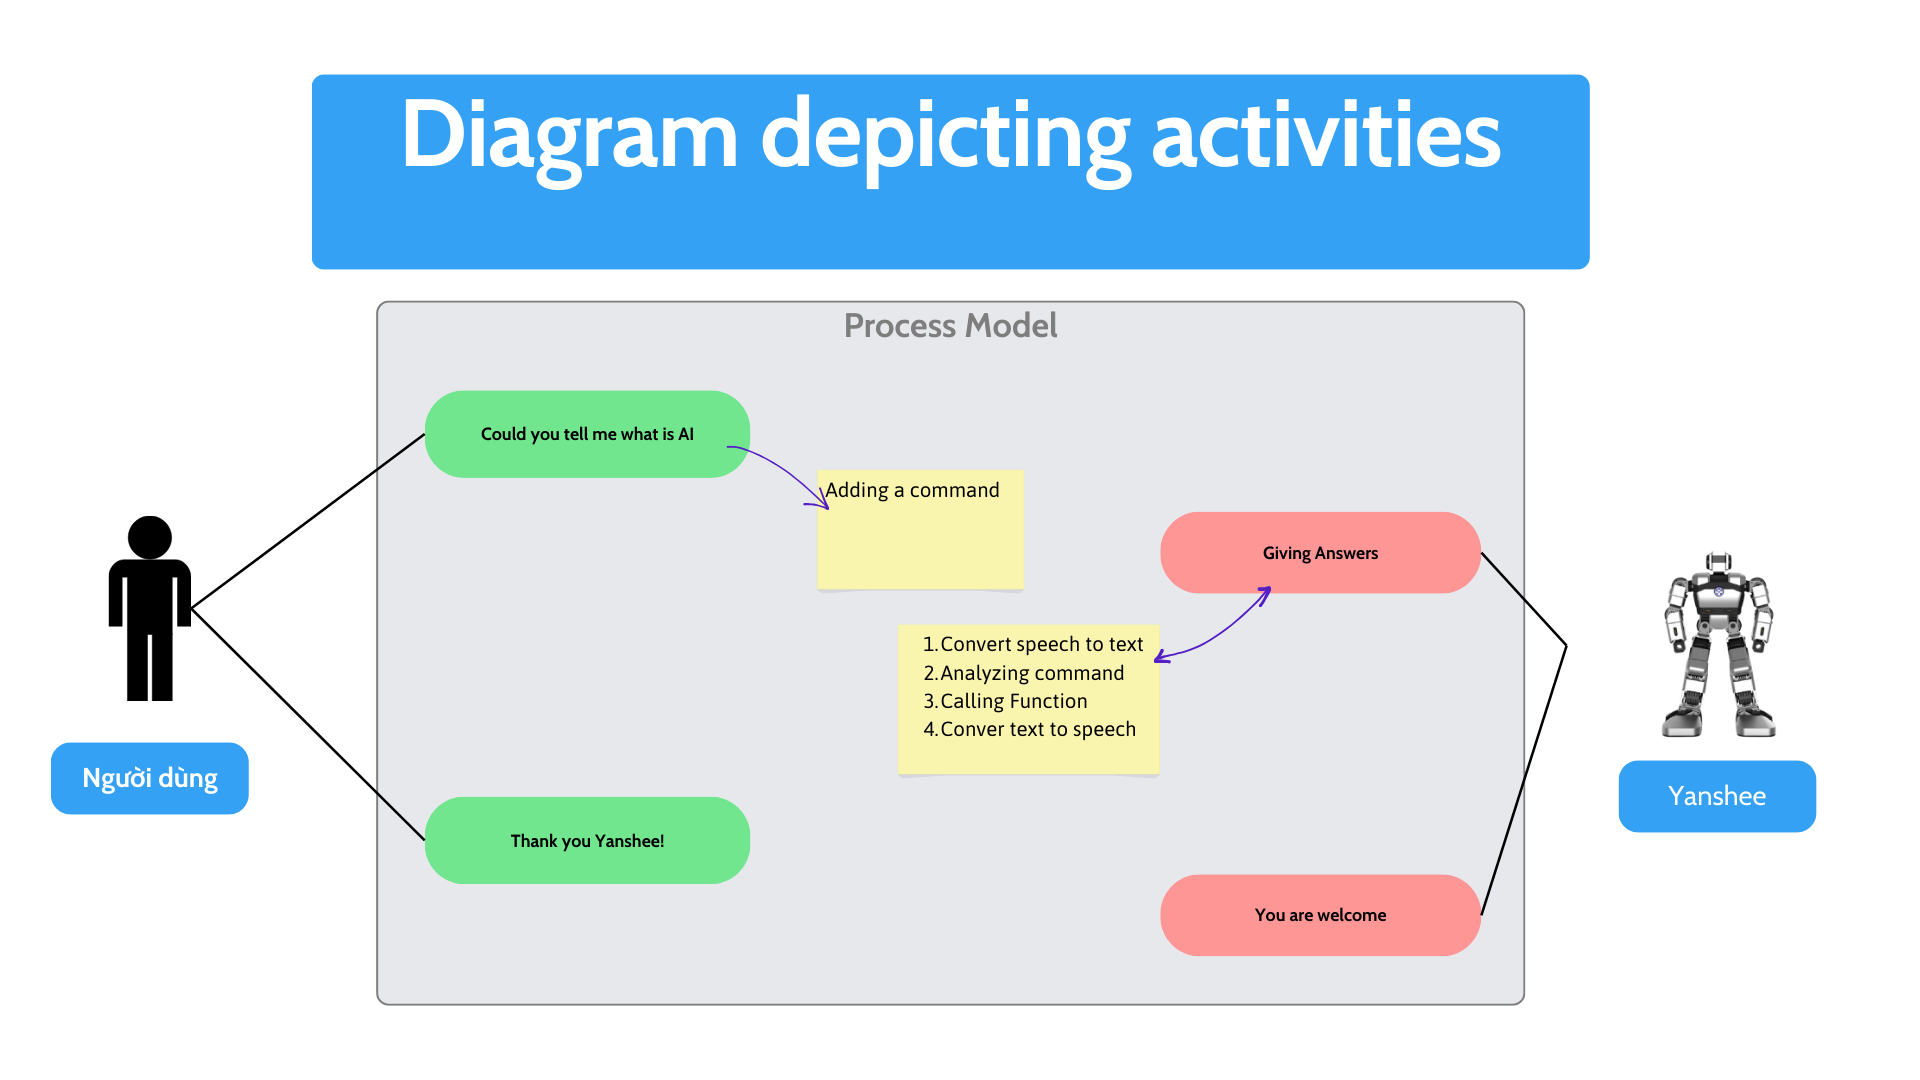 Diagram depicting activities
Process Model
Could you tell me what is AI
Adding a command
Giving Answers
1.Convert speech to text
2.Analyzing command
3.Calling Function
4.Conver text to speech
Người dùng
Yanshee
Thank you Yanshee!
You are welcome